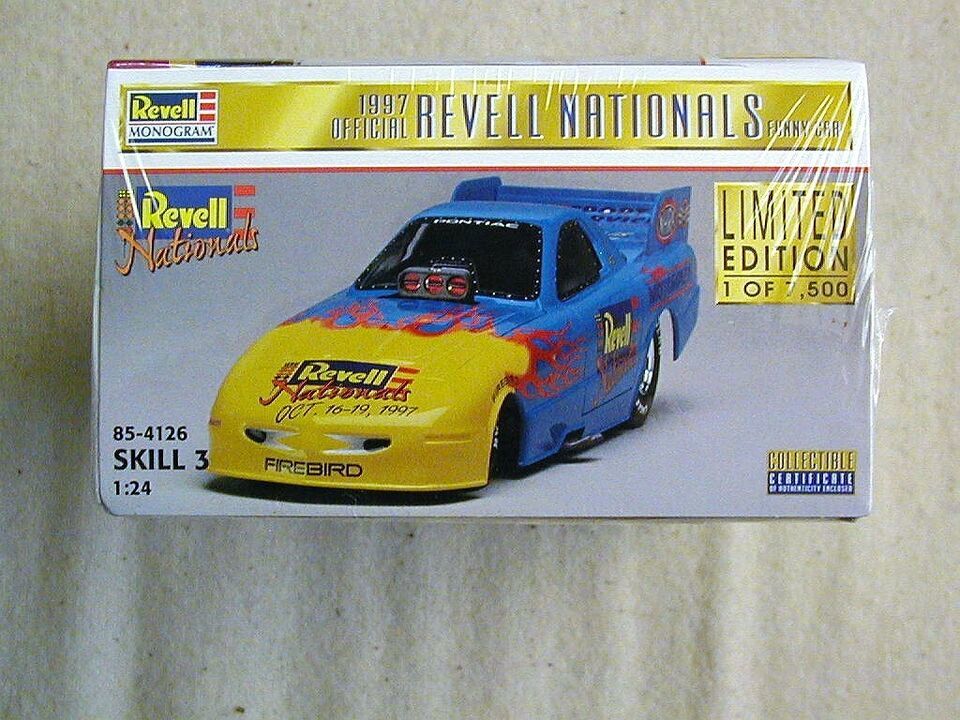 Revell
MONOGRAM
1997
OFFICIAL
REVELL NATIONALS
FUNNY CAR
Revell
Nationals
LIMITED
EDITION
1 OF 7,500
PONTIAC
Revell
Nationals
OCT. 16-19, 1997
FIREBIRD
Revell
85-4126
SKILL 3
1:24
COLLECTIBLE
CERTIFICATE
OF AUTHENTICITY ENCLOSED